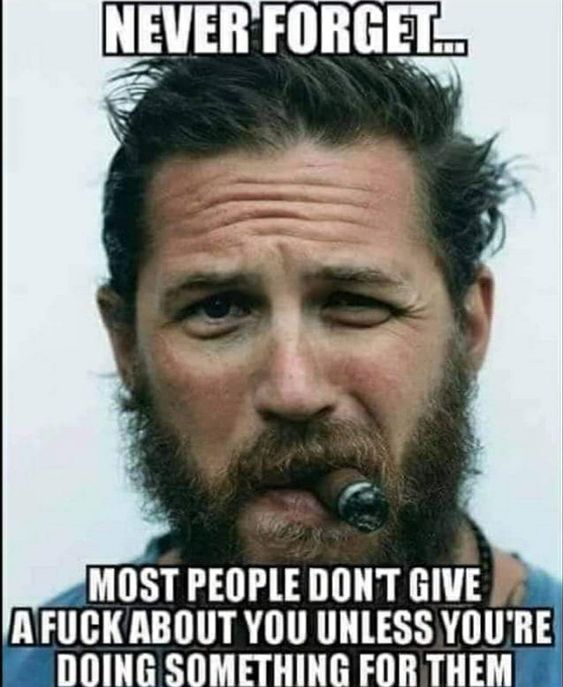 NEVER FORGET...
MOST PEOPLE DON'T GIVE
A FUCK ABOUT YOU UNLESS YOU'RE
DOING SOMETHING FOR THEM